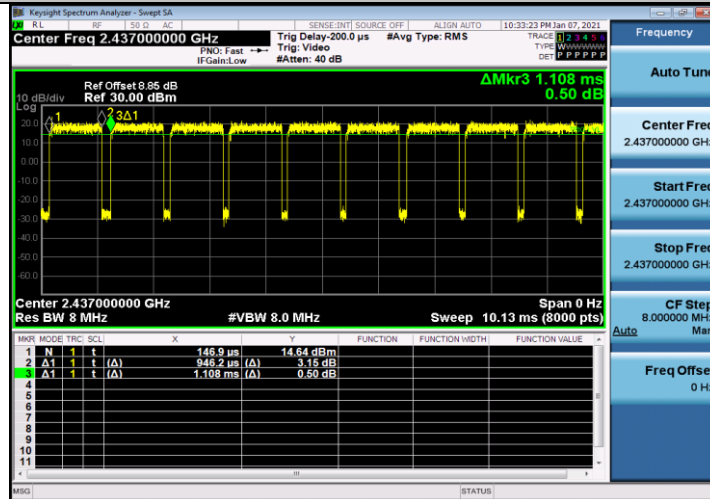 Keysight Spectrum Analyzer - Swept SA
RL RF 50 Ω AC SENSE:INT SOURCE OFF ALIGN AUTO 10:33:23 PM Jan 07, 2021
Center Freq 2.437000000 GHz
PNO: Fast
IFGain:Low
Trig Delay-200.0 µs
Trig: Video
#Atten: 40 dB
#Avg Type: RMS
TRACE 1 2 3 4 5 6
TYPE WWWWWW
DET P P P P P P
Frequency
Auto Tune
Center Freq
2.437000000 GHz
Start Freq
2.437000000 GHz
Stop Freq
2.437000000 GHz
CF Step
8.000000 MHz
Auto Man
Freq Offset
0 Hz
ΔMkr3 1.108 ms
0.50 dB
Ref Offset 8.85 dB
10 dB/div Ref 30.00 dBm
Log
20.0
10.0
0.00
-10.0
-20.0
-30.0
-40.0
-50.0
-60.0
1
2
3Δ1
Center 2.437000000 GHz Span 0 Hz
Res BW 8 MHz #VBW 8.0 MHz Sweep 10.13 ms (8000 pts)
MKR MODE TRC SCL X Y FUNCTION FUNCTION WIDTH FUNCTION VALUE
1 N 1 t 146.9 µs 14.64 dBm
2 Δ1 1 t (Δ) 946.2 µs (Δ) 3.15 dB
3 Δ1 1 t (Δ) 1.108 ms (Δ) 0.50 dB
4
5
6
7
8
9
10
11
MSG STATUS